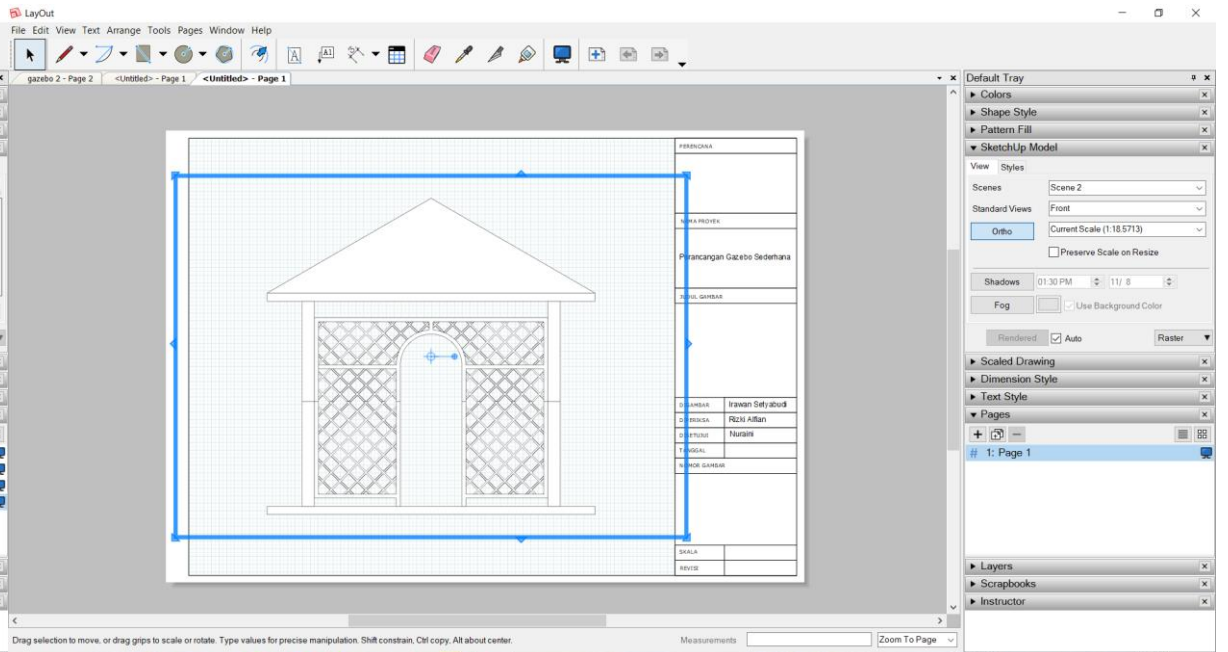 LayOut
File Edit View Text Arrange Tools Pages Window Help
gazebo 2 - Page 2 <Untitled> - Page 1 <Untitled> - Page 1
Default Tray
Colors
Shape Style
Pattern Fill
SketchUp Model
View Styles
Scenes Scene 2
Standard Views Front
Ortho Current Scale (1:18.5713)
Preserve Scale on Resize
Shadows 01:30 PM 11/ 8
Fog Use Background Color
Rendered Auto Raster
Scaled Drawing
Dimension Style
Text Style
Pages
# 1: Page 1
Layers
Scrapbooks
Instructor
PERENCANA
NAMA PROYEK
Perancangan Gazebo Sederhana
JUDUL GAMBAR
DIGAMBAR Irawan Setyabudi
DIPERIKSA Rizki Alfian
DISETUJUI Nuraini
TANGGAL
NOMOR GAMBAR
SKALA
REVISI
Drag selection to move, or drag grips to scale or rotate. Type values for precise manipulation. Shift constrain, Ctrl copy, Alt about center.
Measurements Zoom To Page